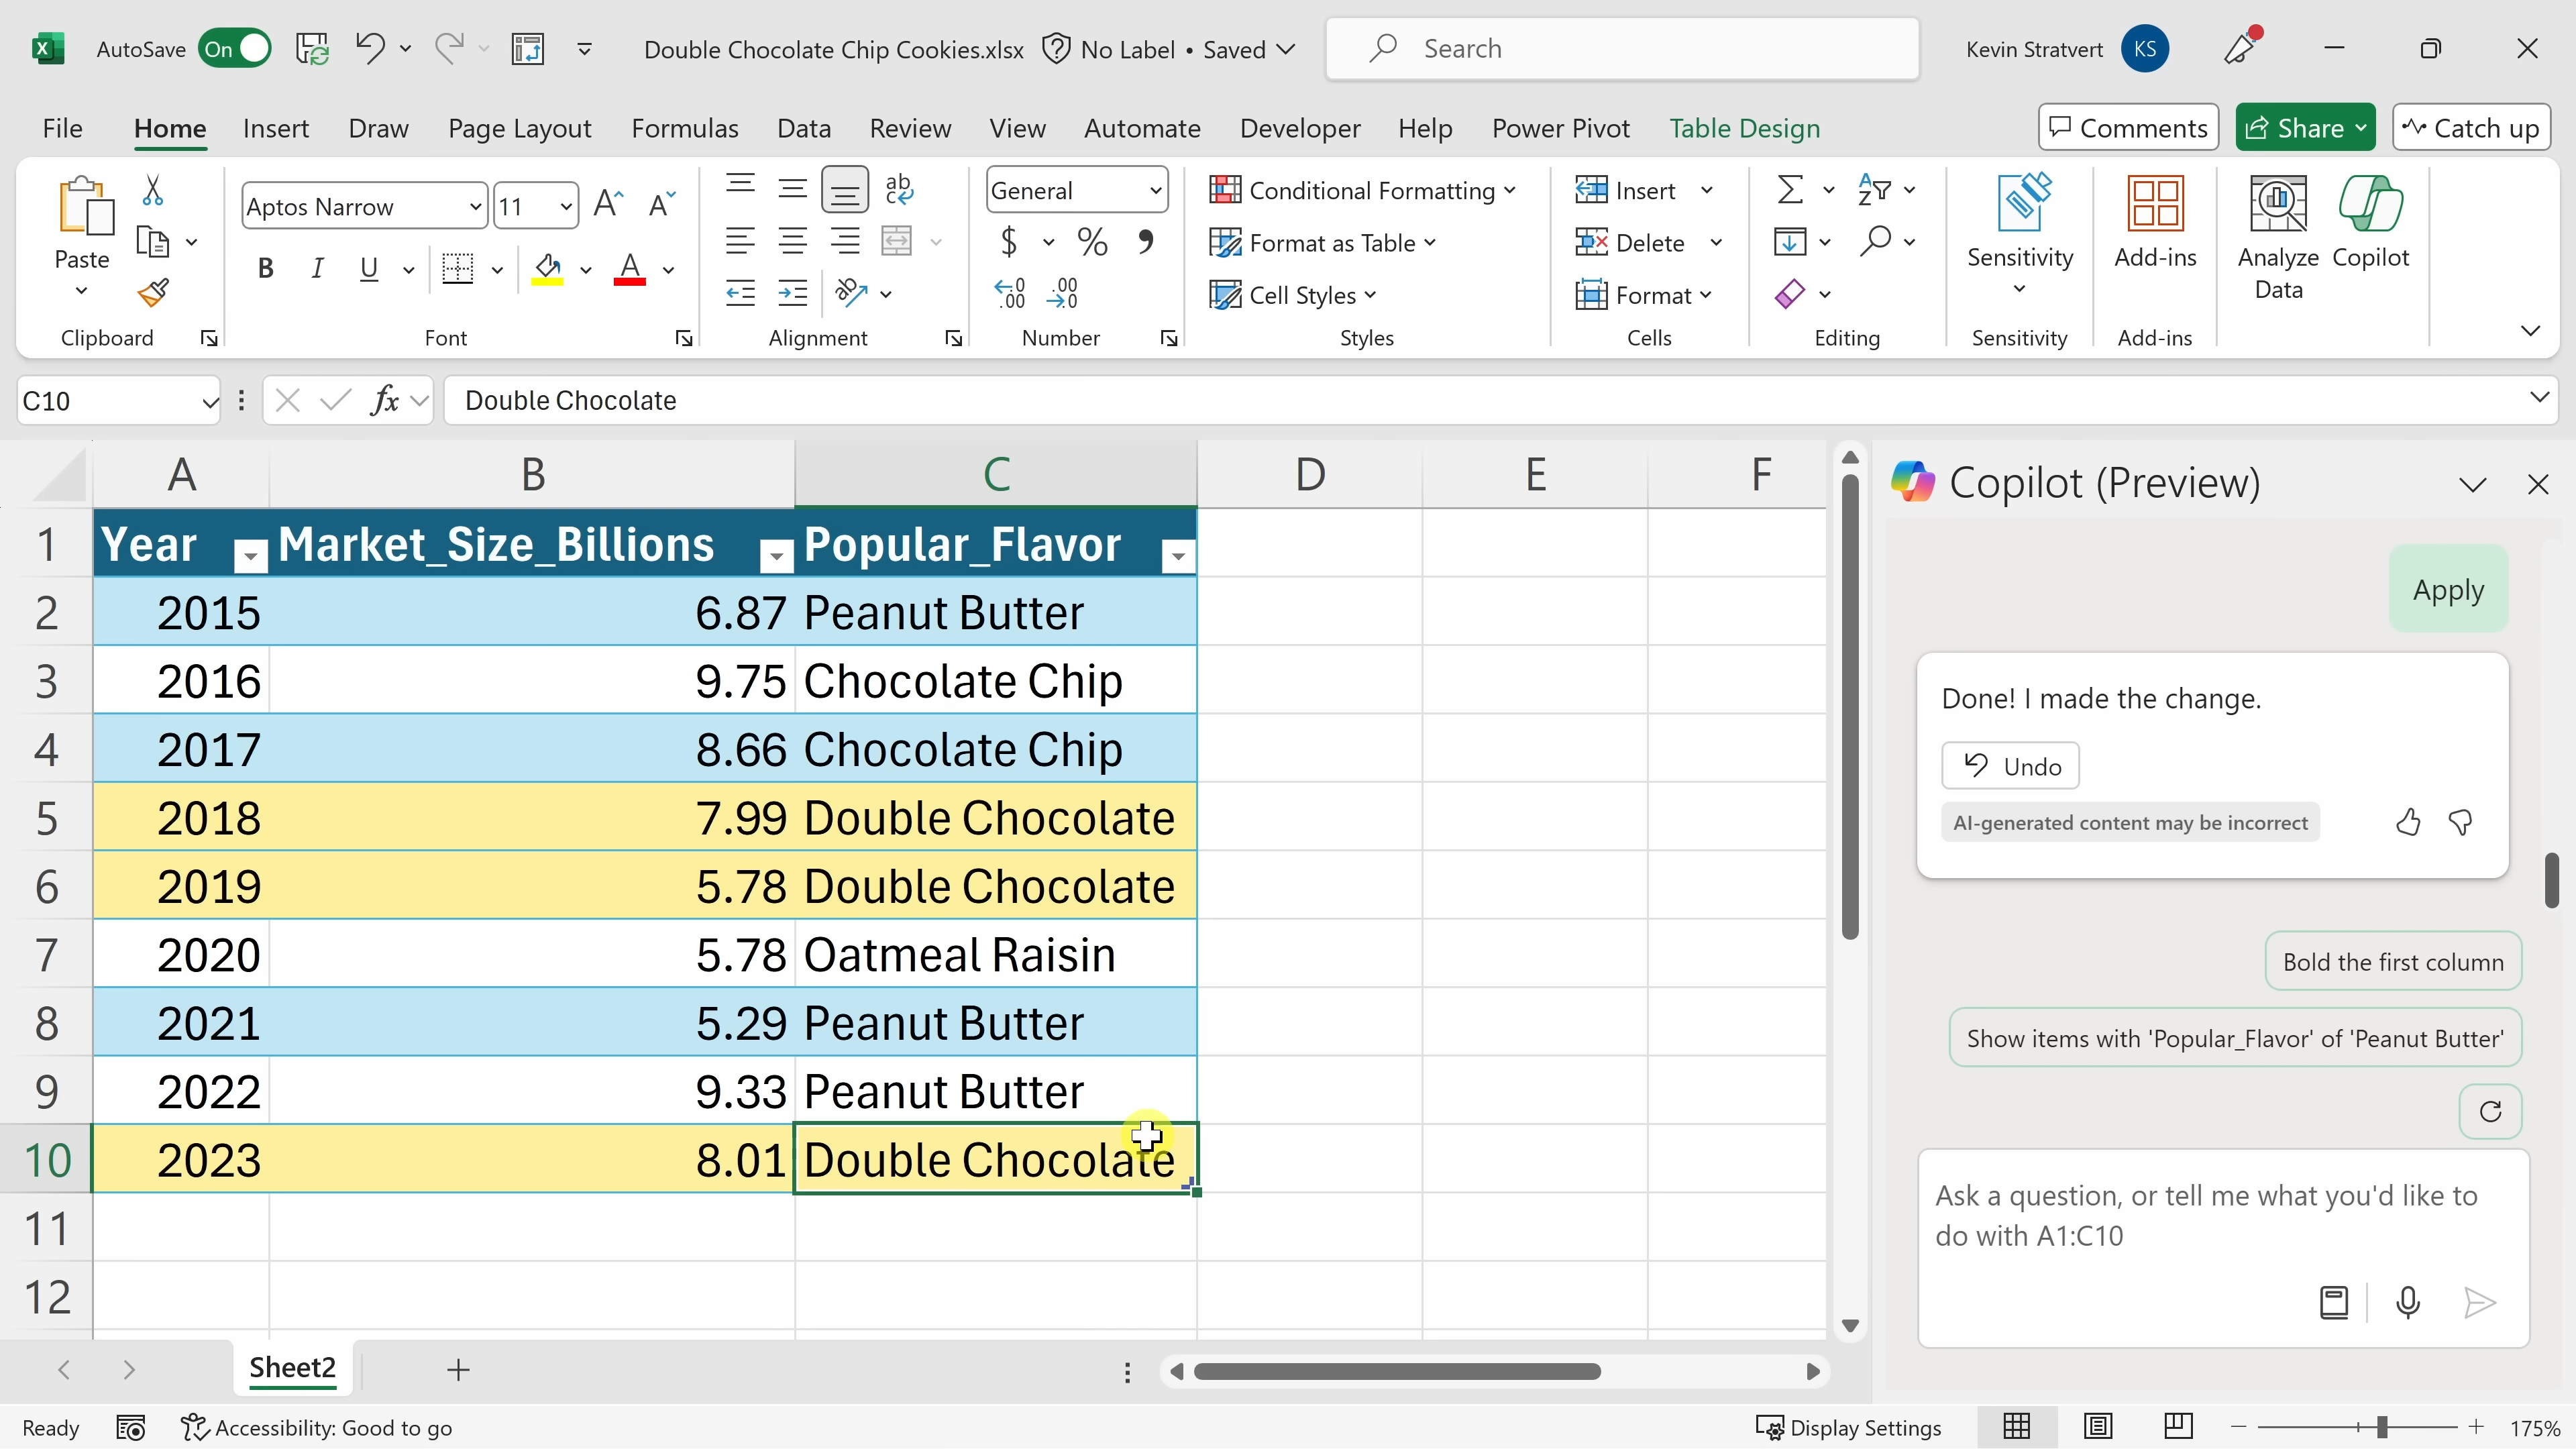 AutoSave On Double Chocolate Chip Cookies.xlsx No Label • Saved Search Kevin Stratvert KS
File Home Insert Draw Page Layout Formulas Data Review View Automate Developer Help Power Pivot Table Design Comments Share Catch up
Paste
Clipboard
Aptos Narrow 11
B I U A
Font
ab
c
Alignment
General
$ % ,
Number
Conditional Formatting
Format as Table
Cell Styles
Styles
Insert
Delete
Format
Cells
Editing
Sensitivity
Sensitivity
Add-ins
Add-ins
Analyze
Data
Copilot
C10 fx Double Chocolate
A B C D E F
1 Year Market_Size_Billions Popular_Flavor
2 2015 6.87 Peanut Butter
3 2016 9.75 Chocolate Chip
4 2017 8.66 Chocolate Chip
5 2018 7.99 Double Chocolate
6 2019 5.78 Double Chocolate
7 2020 5.78 Oatmeal Raisin
8 2021 5.29 Peanut Butter
9 2022 9.33 Peanut Butter
10 2023 8.01 Double Chocolate
11
12
Copilot (Preview)
Apply
Done! I made the change.
Undo
AI-generated content may be incorrect
Bold the first column
Show items with 'Popular_Flavor' of 'Peanut Butter'
Ask a question, or tell me what you'd like to
do with A1:C10
Sheet2
Ready Accessibility: Good to go Display Settings 175%